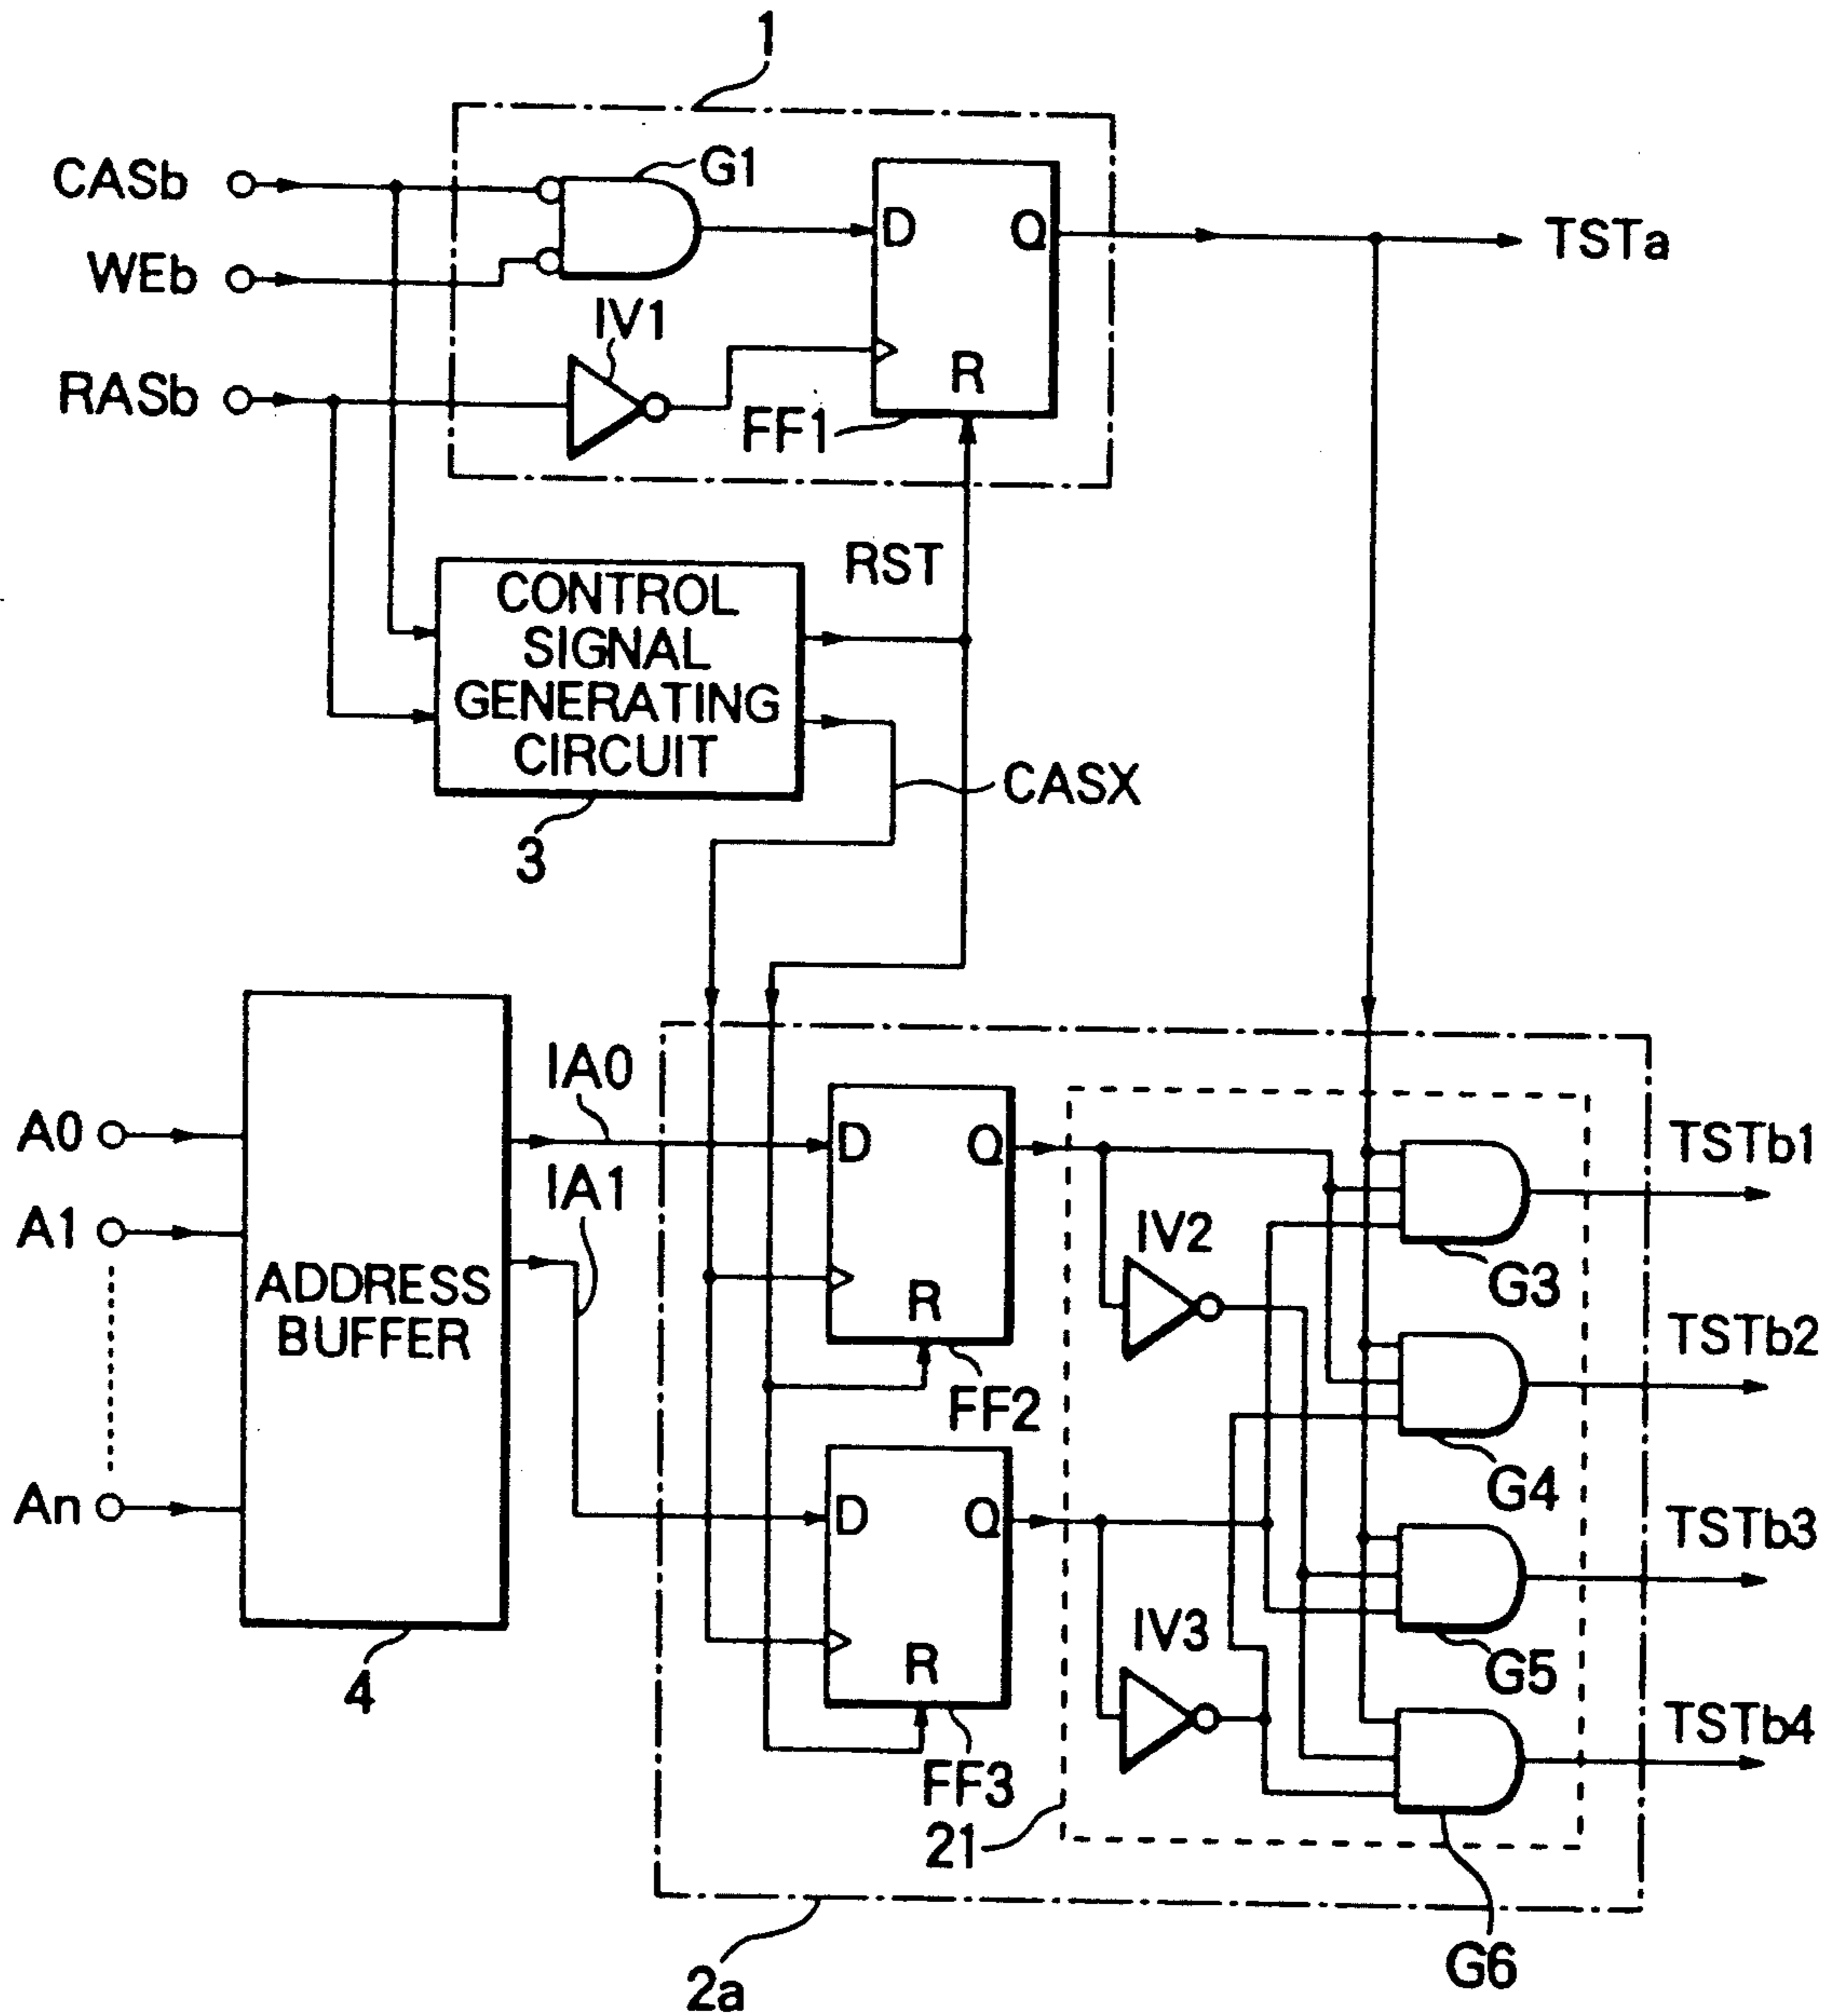 1
CASb
G1
D
Q
TSTa
WEb
IV1
RASb
R
FF1
RST
CONTROL
SIGNAL
GENERATING
CIRCUIT
CASX
3
IA0
A0
D
Q
TSTb1
IA1
A1
IV2
G3
ADDRESS
BUFFER
R
TSTb2
FF2
G4
An
D
Q
TSTb3
IV3
R
G5
4
TSTb4
FF3
21
G6
2a